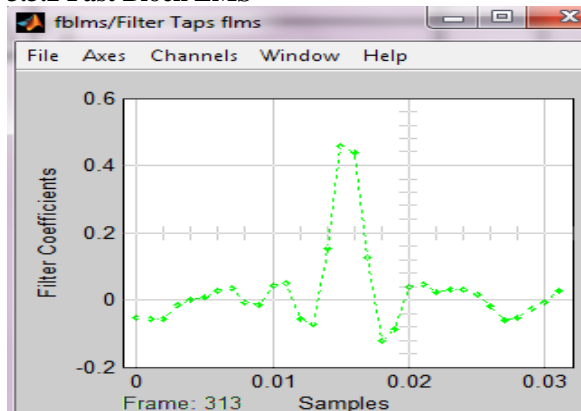 fblms/Filter Taps flms
File Axes Channels Window Help
0.6
0.4
0.2
0
-0.2
Filter Coefficients
0 0.01 0.02 0.03
Frame: 313 Samples